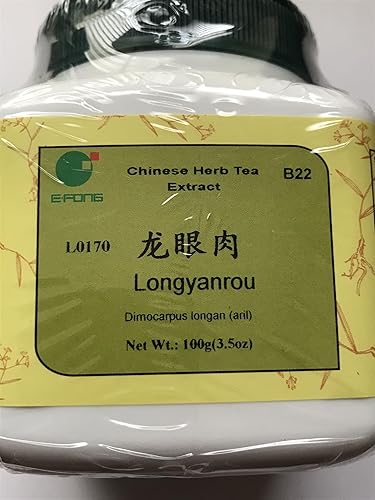 Chinese Herb Tea
Extract
B22
E-FONG
L0170
龙眼肉
Longyanrou
Dimocarpus longan (aril)
Net Wt.: 100g(3.5oz)